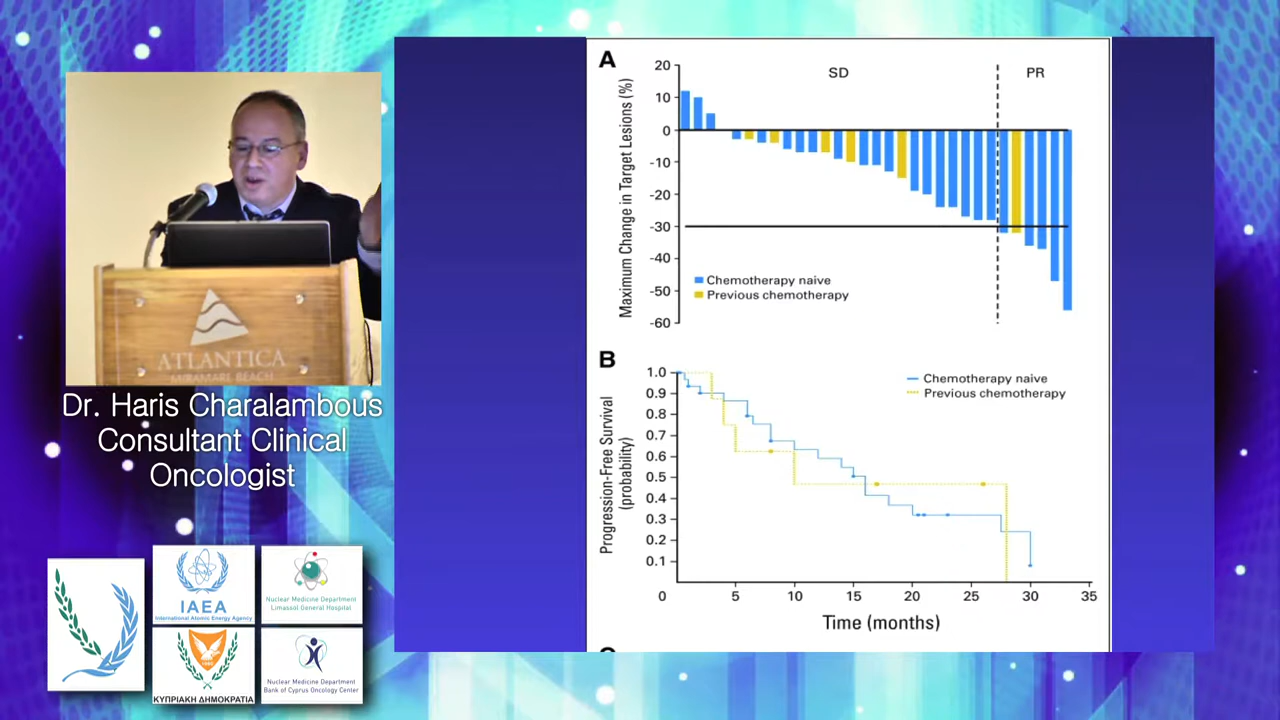 A
20
10
0
-10
-20
-30
-40
-50
-60
Maximum Change in Target Lesions (%)
SD
PR
Chemotherapy naive
Previous chemotherapy
B
1.0
0.9
0.8
0.7
0.6
0.5
0.4
0.3
0.2
0.1
Progression-Free Survival
(probability)
Chemotherapy naive
Previous chemotherapy
0
5
10
15
20
25
30
35
Time (months)
ATLANTICA
MIRAMARE BEACH
Dr. Haris Charalambous
Consultant Clinical
Oncologist
IAEA
International Atomic Energy Agency
Nuclear Medicine Department
Limassol General Hospital
1960
ΚΥΠΡΙΑΚΗ ΔΗΜΟΚΡΑΤΙΑ
Nuclear Medicine Department
Bank of Cyprus Oncology Center